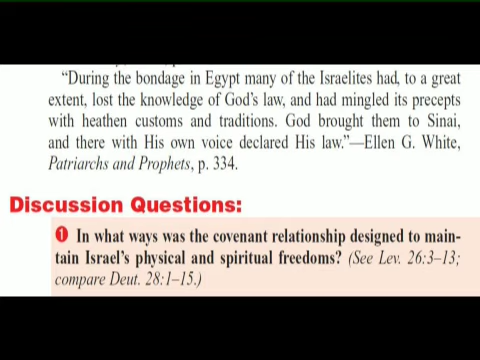 “During the bondage in Egypt many of the Israelites had, to a great
extent, lost the knowledge of God’s law, and had mingled its precepts
with heathen customs and traditions. God brought them to Sinai,
and there with His own voice declared His law.”—Ellen G. White,
Patriarchs and Prophets, p. 334.
Discussion Questions:
❶ In what ways was the covenant relationship designed to main-
tain Israel’s physical and spiritual freedoms? (See Lev. 26:3–13;
compare Deut. 28:1–15.)